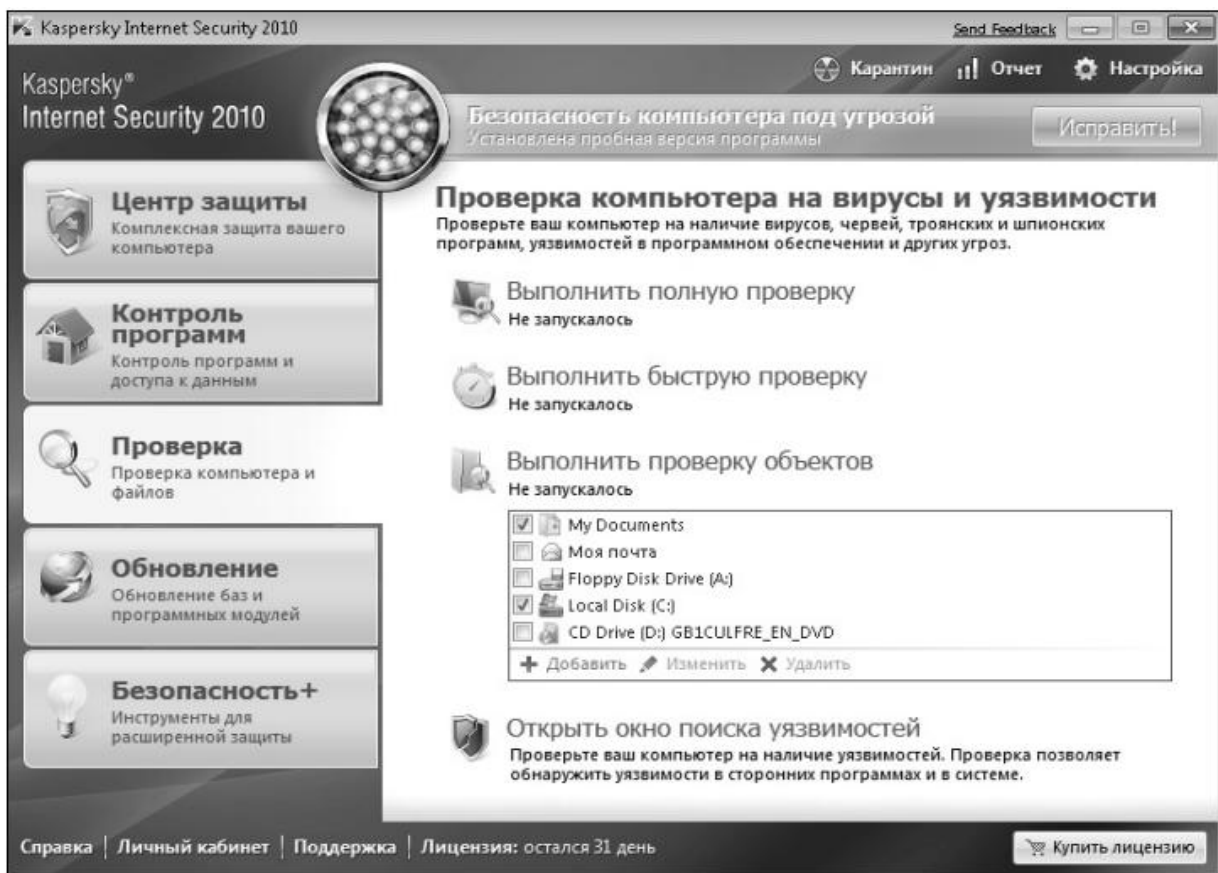 Kaspersky Internet Security 2010
Send Feedback
Kaspersky®
Internet Security 2010
Карантин
Отчет
Настройка
Безопасность компьютера под угрозой
Установлена пробная версия программы
Исправить!
Центр защиты
Комплексная защита вашего
компьютера
Контроль
программ
Контроль программ и
доступа к данным
Проверка
Проверка компьютера и
файлов
Обновление
Обновление баз и
программных модулей
Безопасность+
Инструменты для
расширенной защиты
Проверка компьютера на вирусы и уязвимости
Проверьте ваш компьютер на наличие вирусов, червей, троянских и шпионских
программ, уязвимостей в программном обеспечении и других угроз.
Выполнить полную проверку
Не запускалось
Выполнить быструю проверку
Не запускалось
Выполнить проверку объектов
Не запускалось
My Documents
Моя почта
Floppy Disk Drive (A:)
Local Disk (C:)
CD Drive (D:) GB1CULFRE_EN_DVD
Добавить Изменить Удалить
Открыть окно поиска уязвимостей
Проверьте ваш компьютер на наличие уязвимостей. Проверка позволяет
обнаружить уязвимости в сторонних программах и в системе.
Справка | Личный кабинет | Поддержка | Лицензия: остался 31 день
Купить лицензию